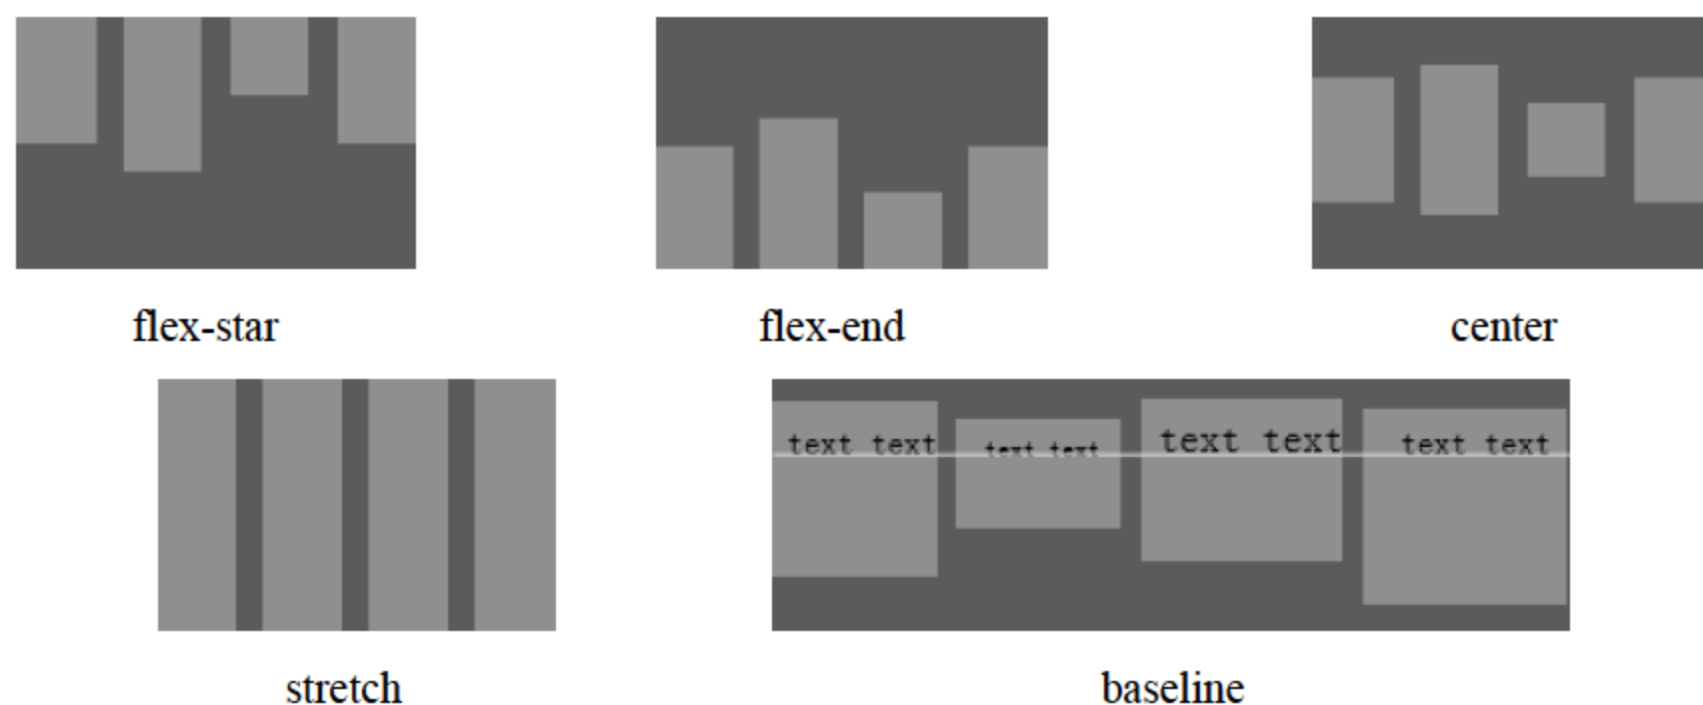 flex-star
flex-end
center
text text
text text
text text
text text
stretch
baseline